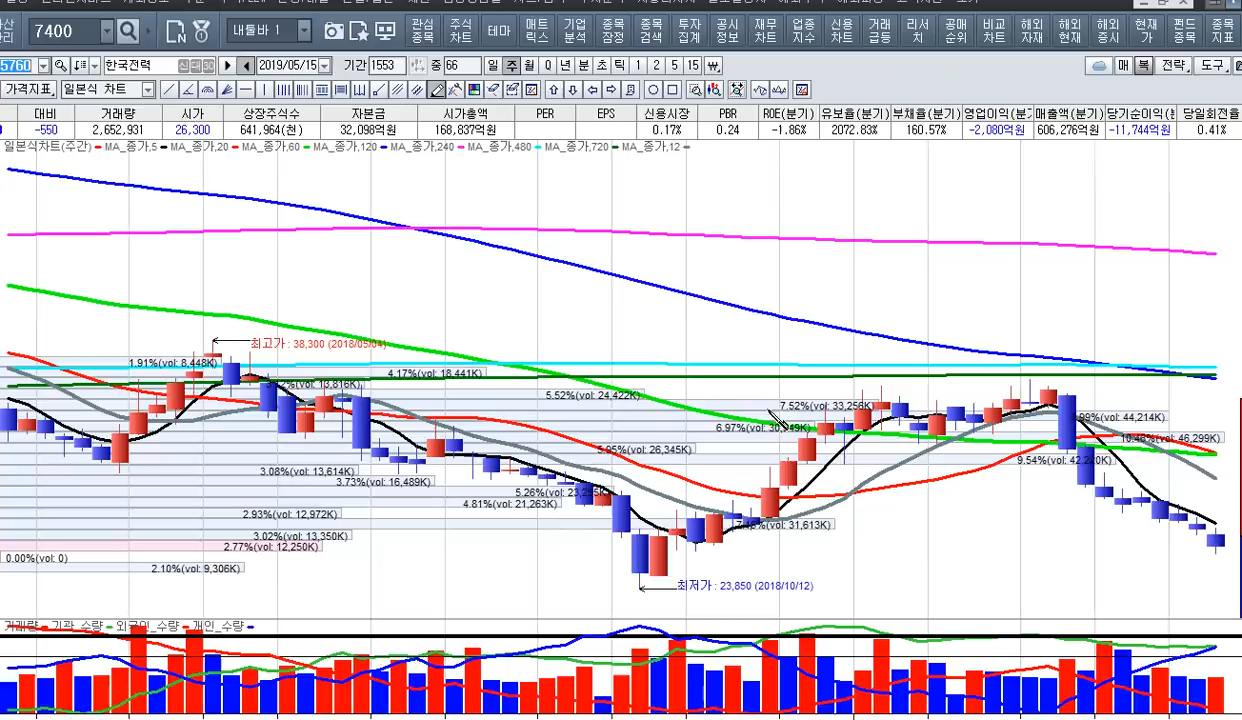 산 7400 내툴바 1 관심 주식 테마 매트 기업 종목 종목 투자 공시 재무 업종 신용 거래 리서 공매 비교 해외 해외 해외 현재 펀드 종목
관리 종목 차트 릭스 분석 잠정 검색 집계 정보 차트 지수 차트 급등 치 순위 차트 자재 현재 증시 가 종목 지표
5760 한국전력 신 대 30 2019/05/15 기간 1553 중 66 일 주 월 Q 년 분 초 틱 1 2 5 15 매 복 전략, 도구,
가격지표, 일본식 차트
대비 거래량 시가 상장주식수 자본금 시가총액 PER EPS 신용시장 PBR ROE(분기) 유보율(분기) 부채율(분기) 영업이익(분기 매출액(분기) 당기순이익(분 당일회전율
-550 2,652,931 26,300 641,964(천) 32,098억원 168,837억원 0.17% 0.24 -1.86% 2072.83% 160.57% -2,080억원 606,276억원 -11,744억원 0.41%
일본식차트(주간) MA_종가,5 MA_종가,20 MA_종가,60 MA_종가,120 MA_종가,240 MA_종가,480 MA_종가,720 MA_종가,12
최고가 : 38,300 (2018/05/04)
1.91%(vol: 8,448K)
4.17%(vol: 18,441K)
13,816K)
5.52%(vol: 24,422K)
7.52%(vol: 33,256K)
.99%(vol: 44,214K)
6.97%(vol: 30,849K)
10.46%(vol: 46,299K)
5.95%(vol: 26,345K)
9.54%(vol: 42,220K)
3.08%(vol: 13,614K)
3.73%(vol: 16,489K)
5.26%(vol: 23,295K)
4.81%(vol: 21,263K)
2.93%(vol: 12,972K)
(vol: 31,613K)
3.02%(vol: 13,350K)
2.77%(vol: 12,250K)
0.00%(vol: 0)
2.10%(vol: 9,306K)
최저가 : 23,850 (2018/10/12)
거래량 기관_수량 외국인_수량 개인_수량